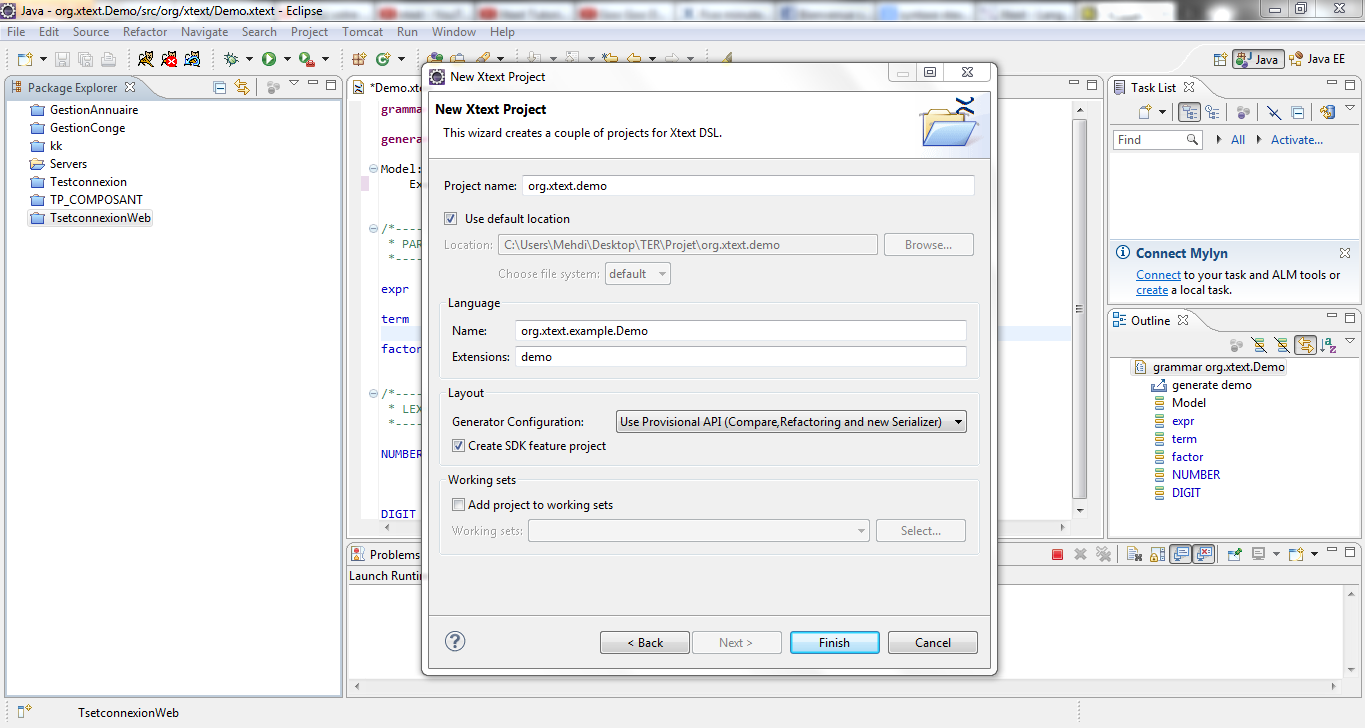 Java - org.xtext.Demo/src/org/xtext/Demo.xtext - Eclipse
File Edit Source Refactor Navigate Search Project Tomcat Run Window Help
Java Java EE
Package Explorer
GestionAnnuaire
GestionConge
kk
Servers
Testconnexion
TP_COMPOSANT
TsetconnexionWeb
*Demo.xt
gramma
genera
Model:
Ex
/*----
* PAR
*----
expr
term
factor
/*----
* LEX
*----
NUMBER
DIGIT
New Xtext Project
New Xtext Project
This wizard creates a couple of projects for Xtext DSL.
Project name: org.xtext.demo
Use default location
Location: C:\Users\Mehdi\Desktop\TER\Projet\org.xtext.demo Browse...
Choose file system: default
Language
Name: org.xtext.example.Demo
Extensions: demo
Layout
Generator Configuration: Use Provisional API (Compare,Refactoring and new Serializer)
Create SDK feature project
Working sets
Add project to working sets
Working sets: Select...
< Back Next > Finish Cancel
Task List
Find All Activate...
Connect Mylyn
Connect to your task and ALM tools or
create a local task.
Outline
grammar org.xtext.Demo
generate demo
Model
expr
term
factor
NUMBER
DIGIT
Problems
Launch Runti
TsetconnexionWeb